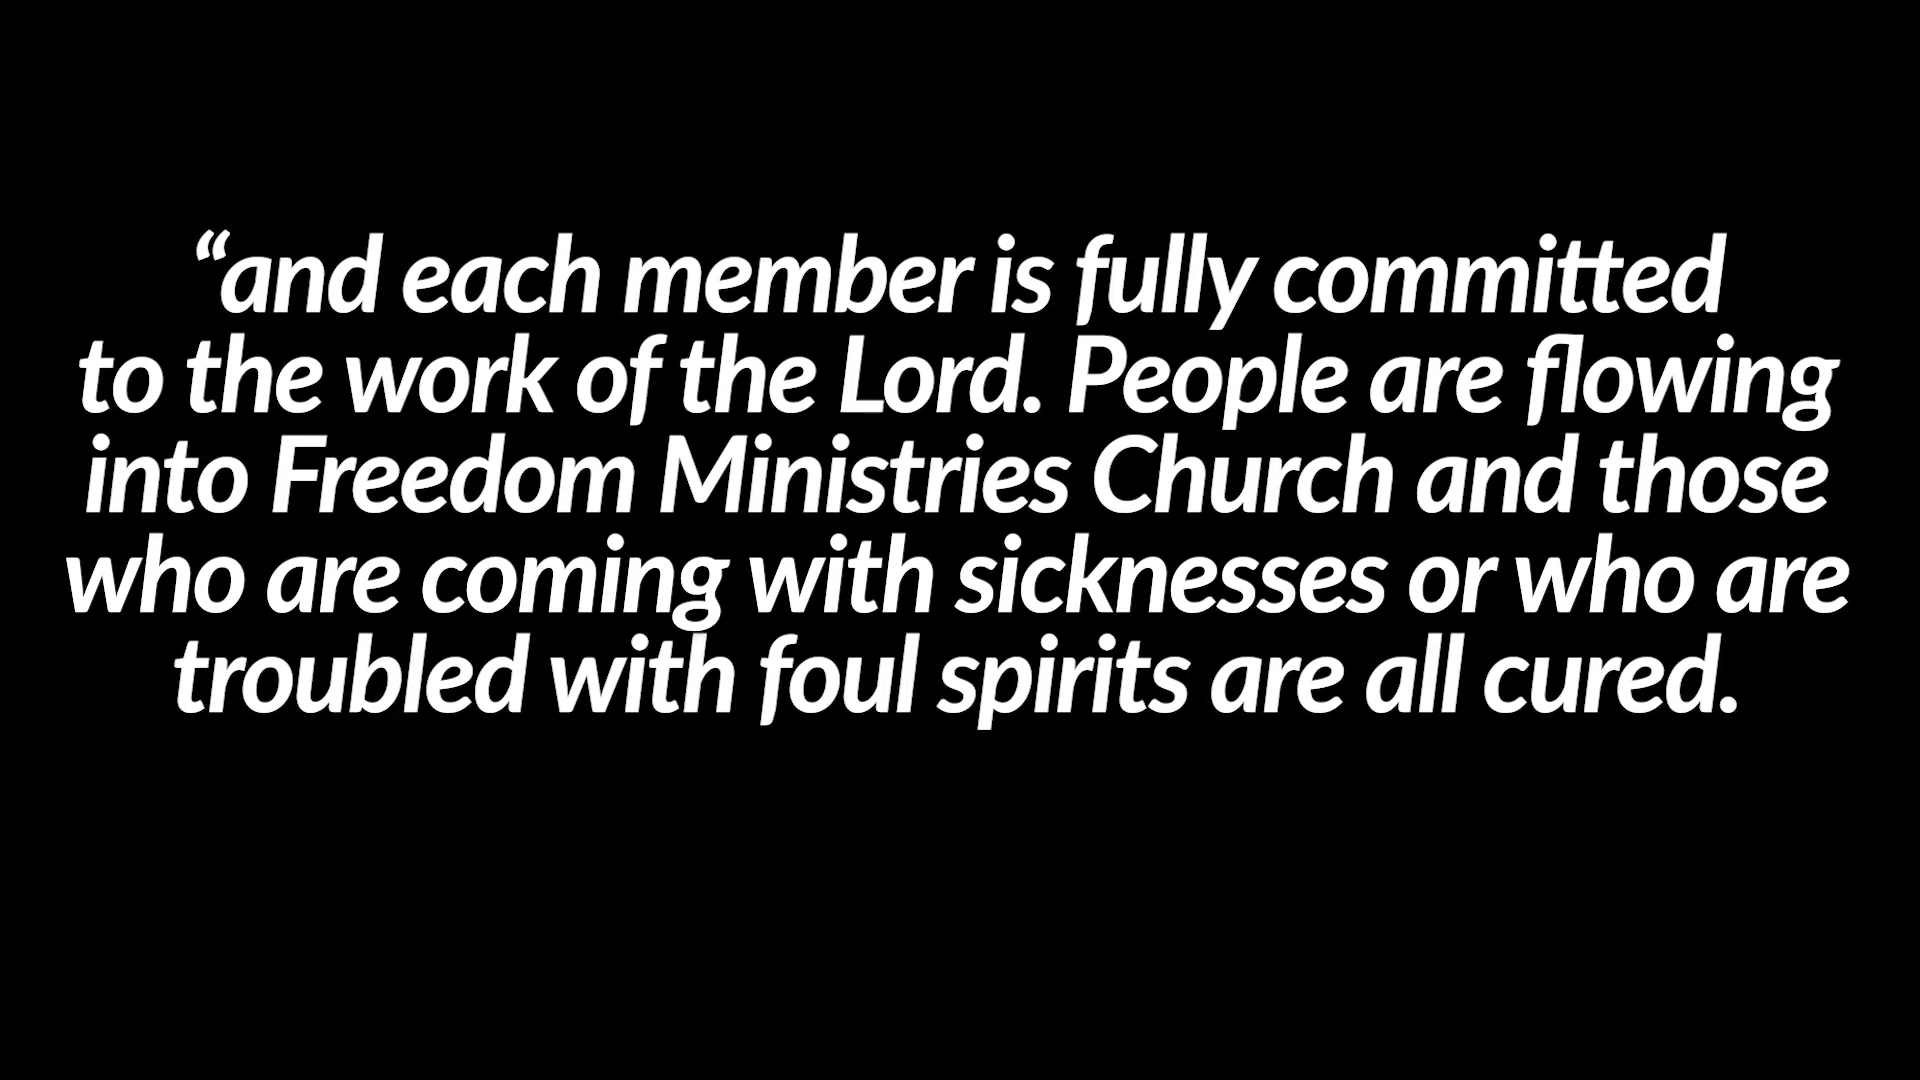 “and each member is fully committed
to the work of the Lord. People are flowing
into Freedom Ministries Church and those
who are coming with sicknesses or who are
troubled with foul spirits are all cured.